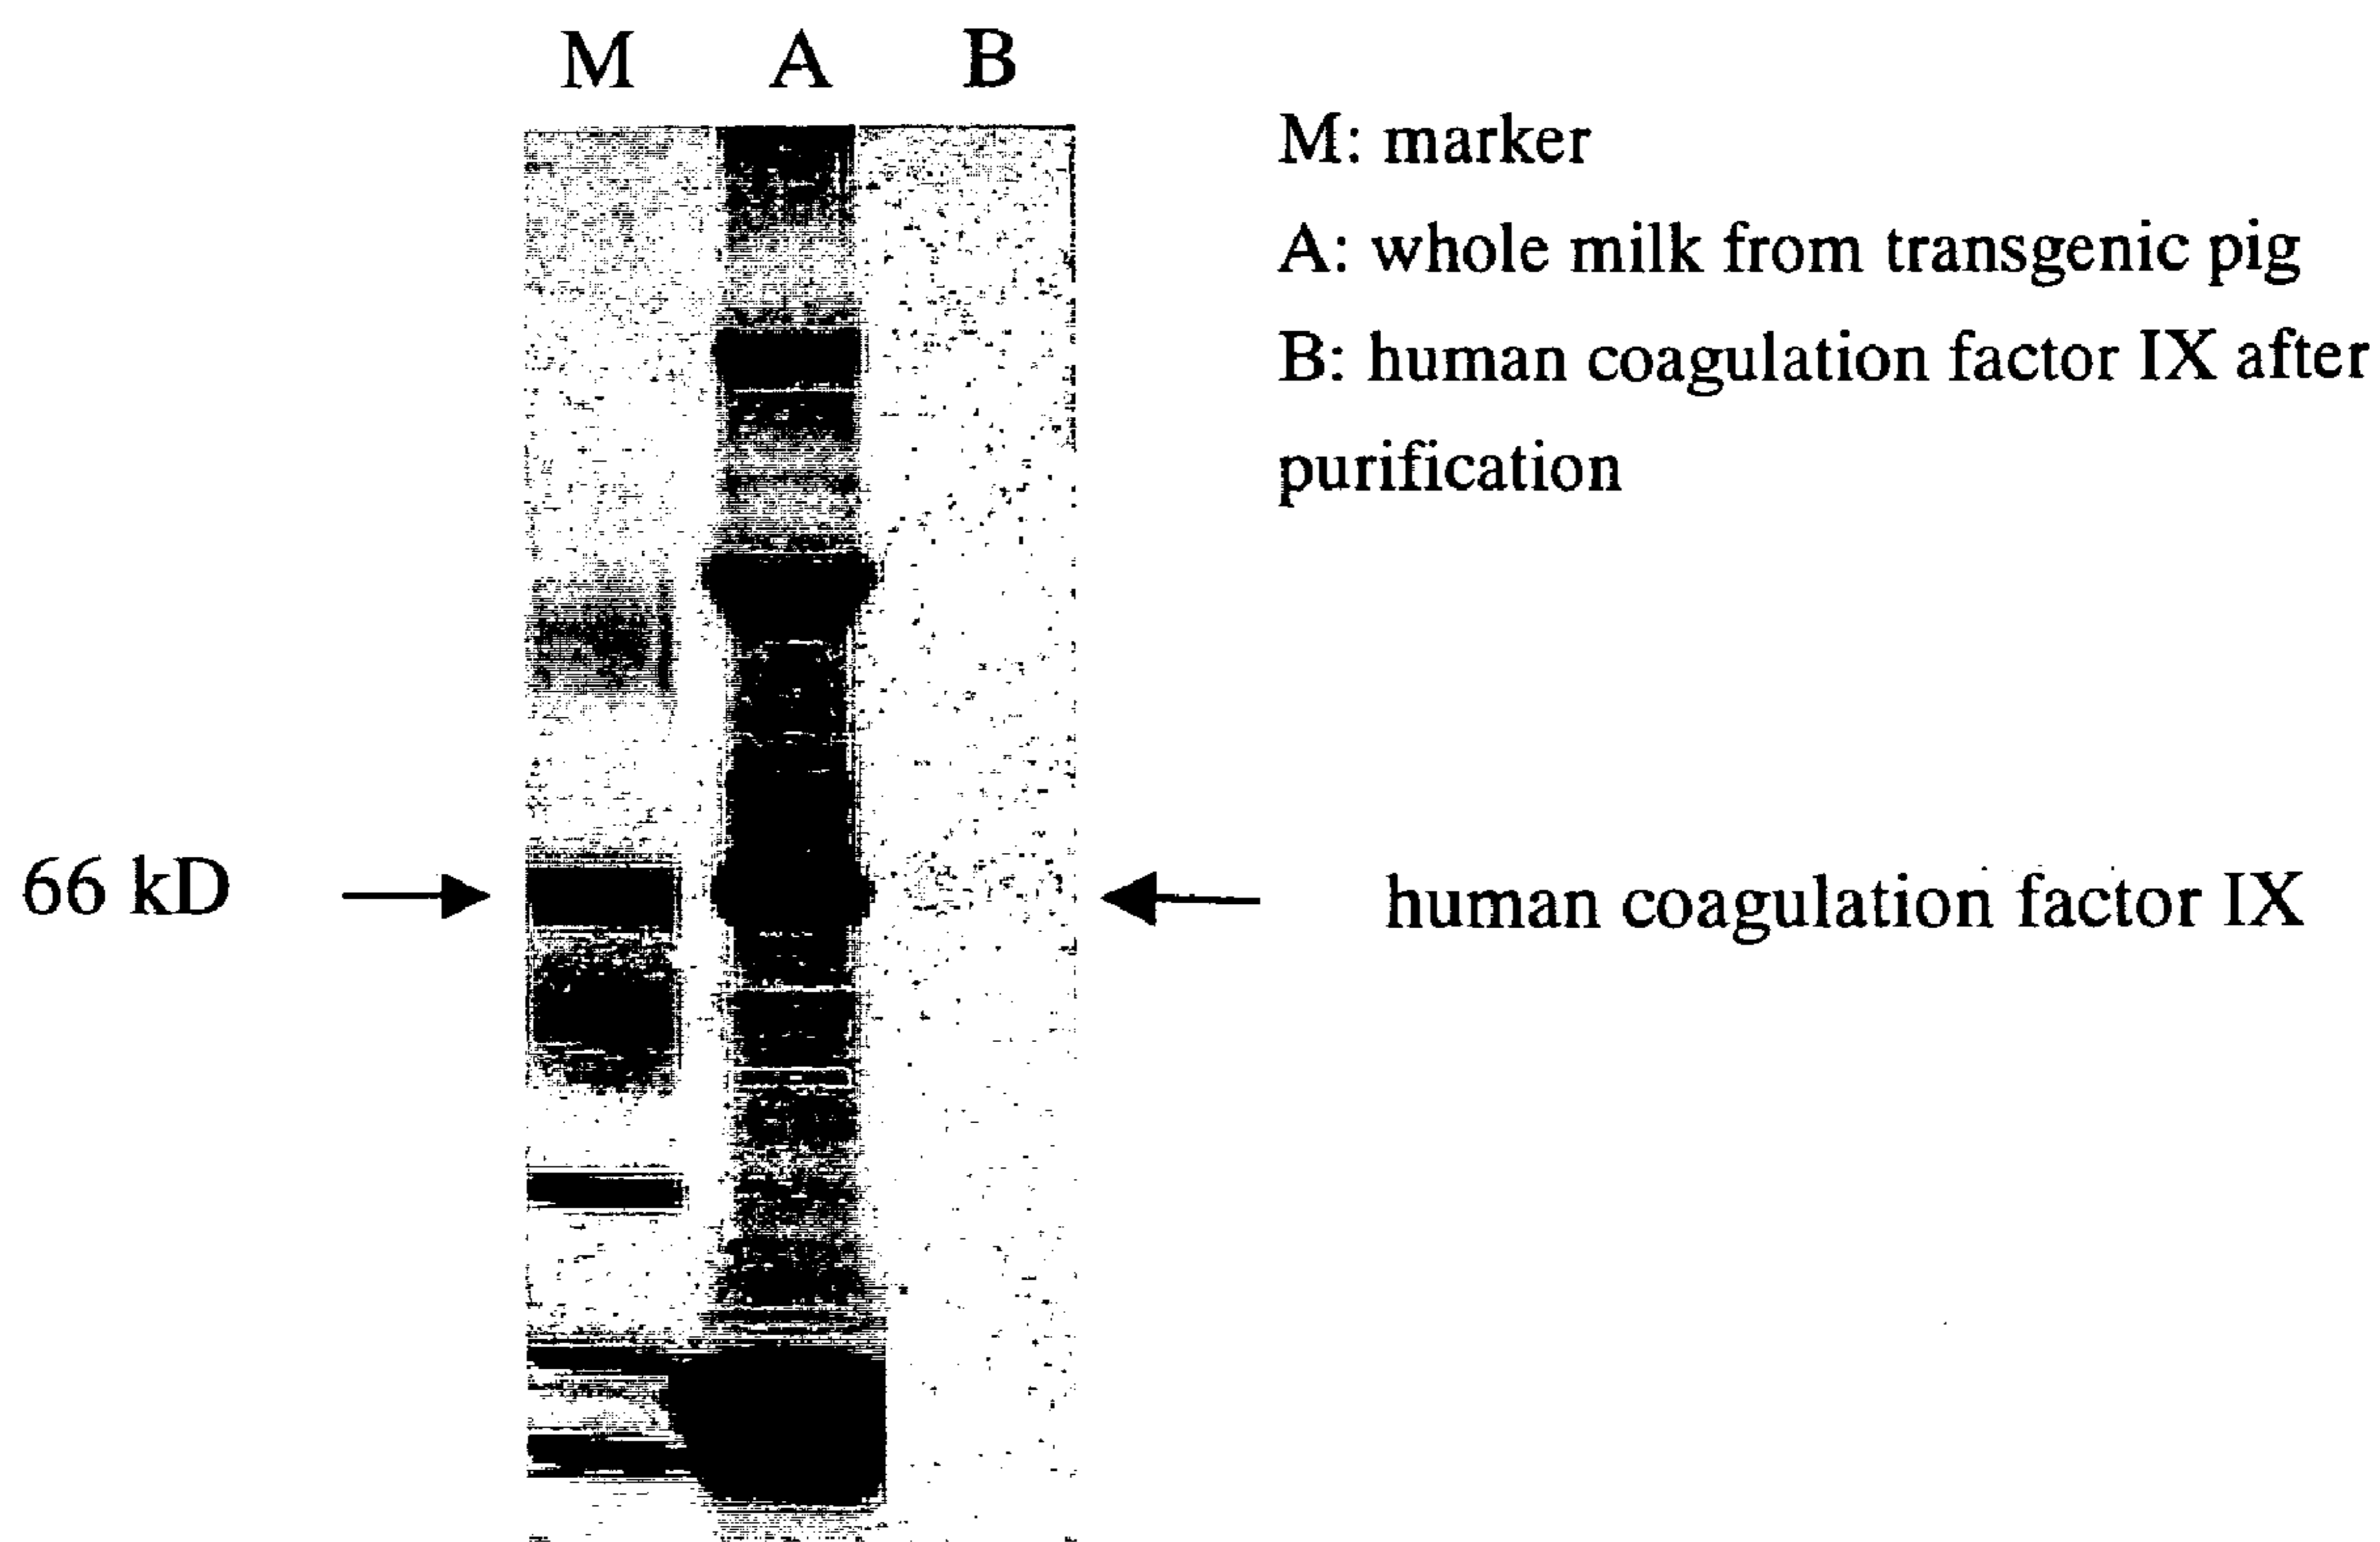 M A B
M: marker
A: whole milk from transgenic pig
B: human coagulation factor IX after
purification
66 kD
human coagulation factor IX